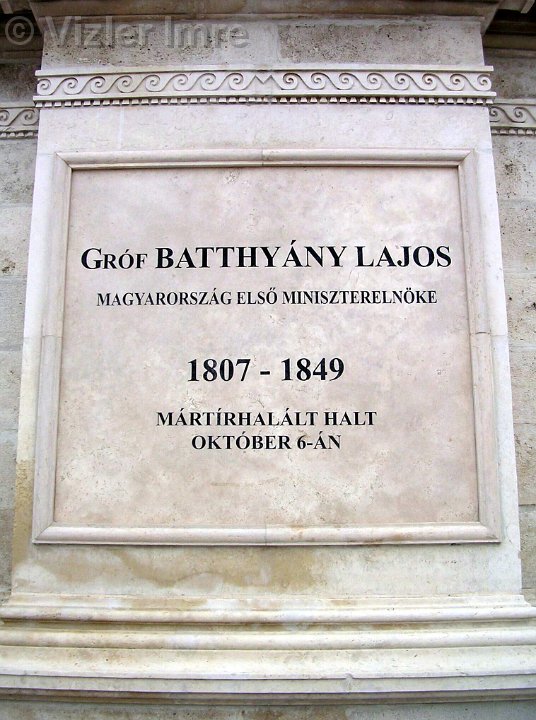 © Vizler Imre
GRÓF BATTHYÁNY LAJOS
MAGYARORSZÁG ELSŐ MINISZTERELNÖKE
1807 - 1849
MÁRTÍRHALÁLT HALT
OKTÓBER 6-ÁN